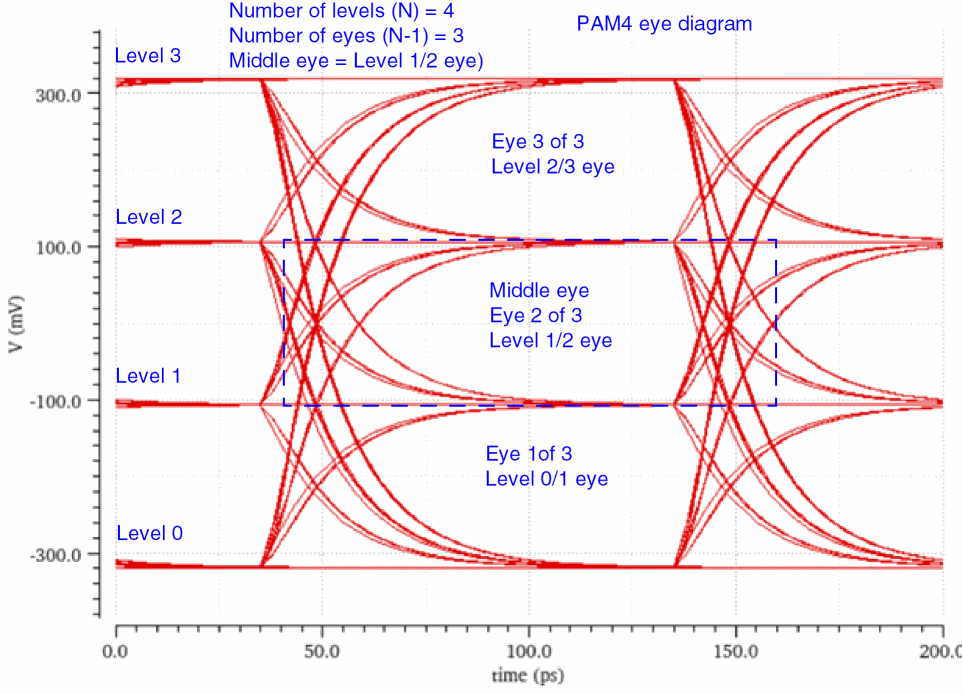 Number of levels (N) = 4
Number of eyes (N-1) = 3
Middle eye = Level 1/2 eye)
PAM4 eye diagram
Level 3
300.0
Eye 3 of 3
Level 2/3 eye
Level 2
100.0
Middle eye
Eye 2 of 3
Level 1/2 eye
V (mV)
Level 1
-100.0
Eye 1of 3
Level 0/1 eye
Level 0
-300.0
0.0
50.0
100.0
150.0
200.0
time (ps)